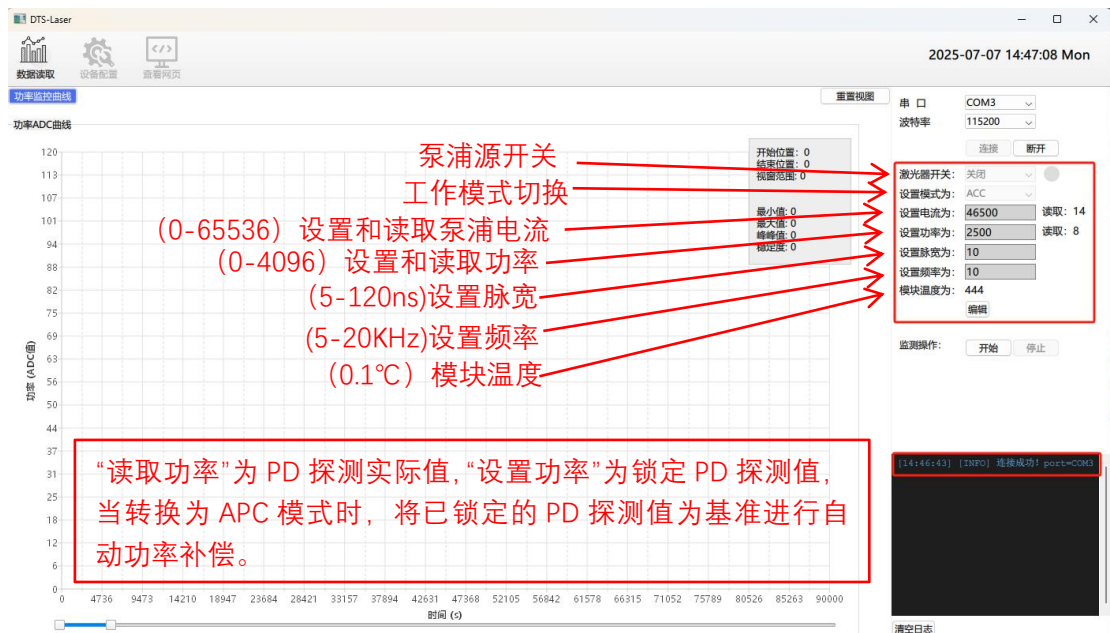 DTS-Laser
数据读取 设备配置 查看网页
2025-07-07 14:47:08 Mon
功率监控曲线
重置视图
功率ADC曲线
串 口 COM3
波特率 115200
连接 断开
开始位置: 0
结束位置: 0
视窗范围: 0
最小值: 0
最大值: 0
峰峰值: 0
稳定度: 0
泵浦源开关
工作模式切换
（0-65536）设置和读取泵浦电流
（0-4096）设置和读取功率
(5-120ns)设置脉宽
(5-20KHz)设置频率
（0.1℃）模块温度
激光器开关: 关闭
设置模式为: ACC
设置电流为: 46500 读取: 14
设置功率为: 2500 读取: 8
设置脉宽为: 10
设置频率为: 10
模块温度为: 444
编辑
监测操作: 开始 停止
120
113
107
101
94
88
82
75
69
63
56
50
44
37
31
25
18
12
6
0
功率 (ADC值)
“读取功率”为 PD 探测实际值,“设置功率”为锁定 PD 探测值,
当转换为 APC 模式时，将已锁定的 PD 探测值为基准进行自
动功率补偿。
[14:46:43] [INFO] 连接成功! port=COM3
0 4736 9473 14210 18947 23684 28421 33157 37894 42631 47368 52105 56842 61578 66315 71052 75789 80526 85263 90000
时间 (s)
清空日志